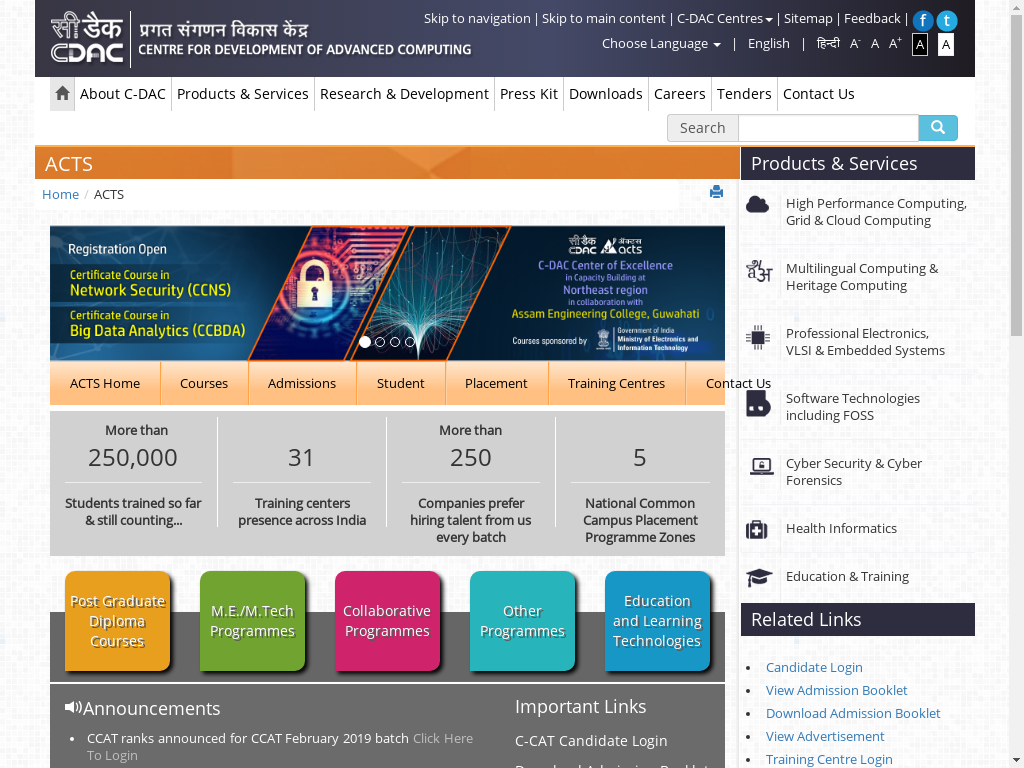 Skip to navigation | Skip to main content | C-DAC Centres | Sitemap | Feedback |
सी डैक
CDAC
प्रगत संगणन विकास केंद्र
CENTRE FOR DEVELOPMENT OF ADVANCED COMPUTING
Choose Language | English | हिन्दी A- A A+ A A
About C-DAC Products & Services Research & Development Press Kit Downloads Careers Tenders Contact Us
Search
ACTS
Home / ACTS
Registration Open
Certificate Course in
Network Security (CCNS)
Certificate Course in
Big Data Analytics (CCBDA)
सी डैक
CDAC
ऐक्ट्स
acts
C-DAC Center of Excellence
in Capacity Building at
Northeast region
in collaboration with
Assam Engineering College, Guwahati
Courses sponsored by
Government of India
Ministry of Electronics and
Information Technology
ACTS Home Courses Admissions Student Placement Training Centres Contact Us
More than
250,000
Students trained so far
& still counting...
31
Training centers
presence across India
More than
250
Companies prefer
hiring talent from us
every batch
5
National Common
Campus Placement
Programme Zones
Post Graduate
Diploma
Courses
M.E./M.Tech
Programmes
Collaborative
Programmes
Other
Programmes
Education
and Learning
Technologies
Announcements
CCAT ranks announced for CCAT February 2019 batch Click Here
To Login
Important Links
C-CAT Candidate Login
Download Admission Booklet
Products & Services
High Performance Computing,
Grid & Cloud Computing
Multilingual Computing &
Heritage Computing
Professional Electronics,
VLSI & Embedded Systems
Software Technologies
including FOSS
Cyber Security & Cyber
Forensics
Health Informatics
Education & Training
Related Links
Candidate Login
View Admission Booklet
Download Admission Booklet
View Advertisement
Training Centre Login